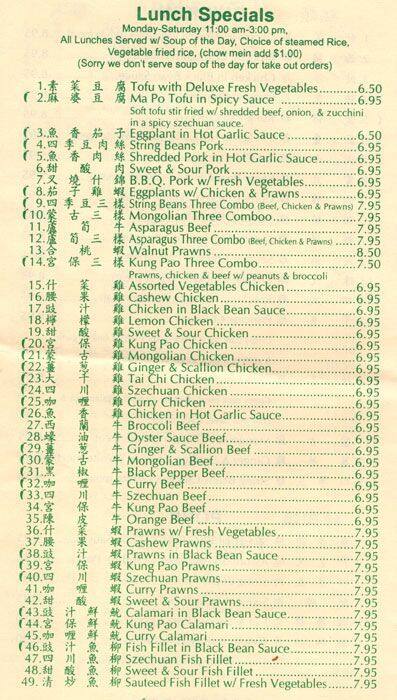 Lunch Specials
Monday-Saturday 11:00 am-3:00 pm,
All Lunches Served w/ Soup of the Day, Choice of steamed Rice,
Vegetable fried rice, (chow mein add $1.00)
(Sorry we don't serve soup of the day for take out orders)
1.素菜豆腐 Tofu with Deluxe Fresh Vegetables 6.50
2.麻婆豆腐 Ma Po Tofu in Spicy Sauce 6.95
Soft tofu stir fried w/ shredded beef, onion, & zucchini
in a spicy szechuan sauce.
3.魚香茄子 Eggplant in Hot Garlic Sauce 6.50
4.四季豆肉絲 String Beans Pork 6.95
5.魚香肉絲 Shredded Pork in Hot Garlic Sauce 6.95
6.甜酸肉 Sweet & Sour Pork 6.95
7.叉燒什錦 B.B.Q. Pork w/ Fresh Vegetables 6.95
8.茄子雞蝦 Eggplants w/ Chicken & Prawns 6.95
9.四季豆三樣 String Beans Three Combo (Beef, Chicken & Prawns) 7.95
10.蒙古三樣 Mongolian Three Comboo 7.95
11.蘆筍牛 Asparagus Beef 6.95
12.蘆筍三樣 Asparagus Three Combo (Beef, Chicken & Prawns) 7.95
13.合桃蝦 Walnut Prawns 8.50
14.宮保三樣 Kung Pao Three Combo 7.50
Prawns, chicken & beef w/ peanuts & broccoli
15.什菜雞 Assorted Vegetables Chicken 6.95
16.腰果雞 Cashew Chicken 6.95
17.豉汁雞 Chicken in Black Bean Sauce 6.95
18.檸檬雞 Lemon Chicken 6.95
19.甜酸雞 Sweet & Sour Chicken 6.95
20.宮保雞 Kung Pao Chicken 6.95
21.蒙古雞 Mongolian Chicken 6.95
22.薑葱雞 Ginger & Scallion Chicken 6.95
23.大千雞 Tai Chi Chicken 6.95
24.四川雞 Szechuan Chicken 6.95
25.咖喱雞 Curry Chicken 6.95
26.魚香雞 Chicken in Hot Garlic Sauce 6.95
27.西蘭牛 Broccoli Beef 6.95
28.蠔油牛 Oyster Sauce Beef 6.95
29.薑葱牛 Ginger & Scallion Beef 6.95
30.蒙古牛 Mongolian Beef 6.95
31.黑椒牛 Black Pepper Beef 6.95
32.咖喱牛 Curry Beef 6.95
33.四川牛 Szechuan Beef 6.95
34.宮保牛 Kung Pao Beef 6.95
35.陳皮牛 Orange Beef 6.95
36.什菜蝦 Prawns w/ Fresh Vegetables 7.95
37.腰果蝦 Cashew Prawns 7.95
38.豉汁蝦 Prawns in Black Bean Sauce 7.95
39.宮保蝦 Kung Pao Prawns 7.95
40.四川蝦 Szechuan Prawns 7.95
41.咖喱蝦 Curry Prawns 7.95
42.甜酸蝦 Sweet & Sour Prawns 7.95
43.豉汁鮮魷 Calamari in Black Bean Sauce 7.95
44.宮保鮮魷 Kung Pao Calamari 7.95
45.咖喱鮮魷 Curry Calamari 7.95
46.豉汁魚柳 Fish Fillet in Black Bean Sauce 7.95
47.四川魚柳 Szechuan Fish Fillet 7.95
48.甜酸魚柳 Sweet & Sour Fish Fillet 7.95
49.清炒魚柳 Sauteed Fish Fillet w/ Fresh Vegetables 7.95